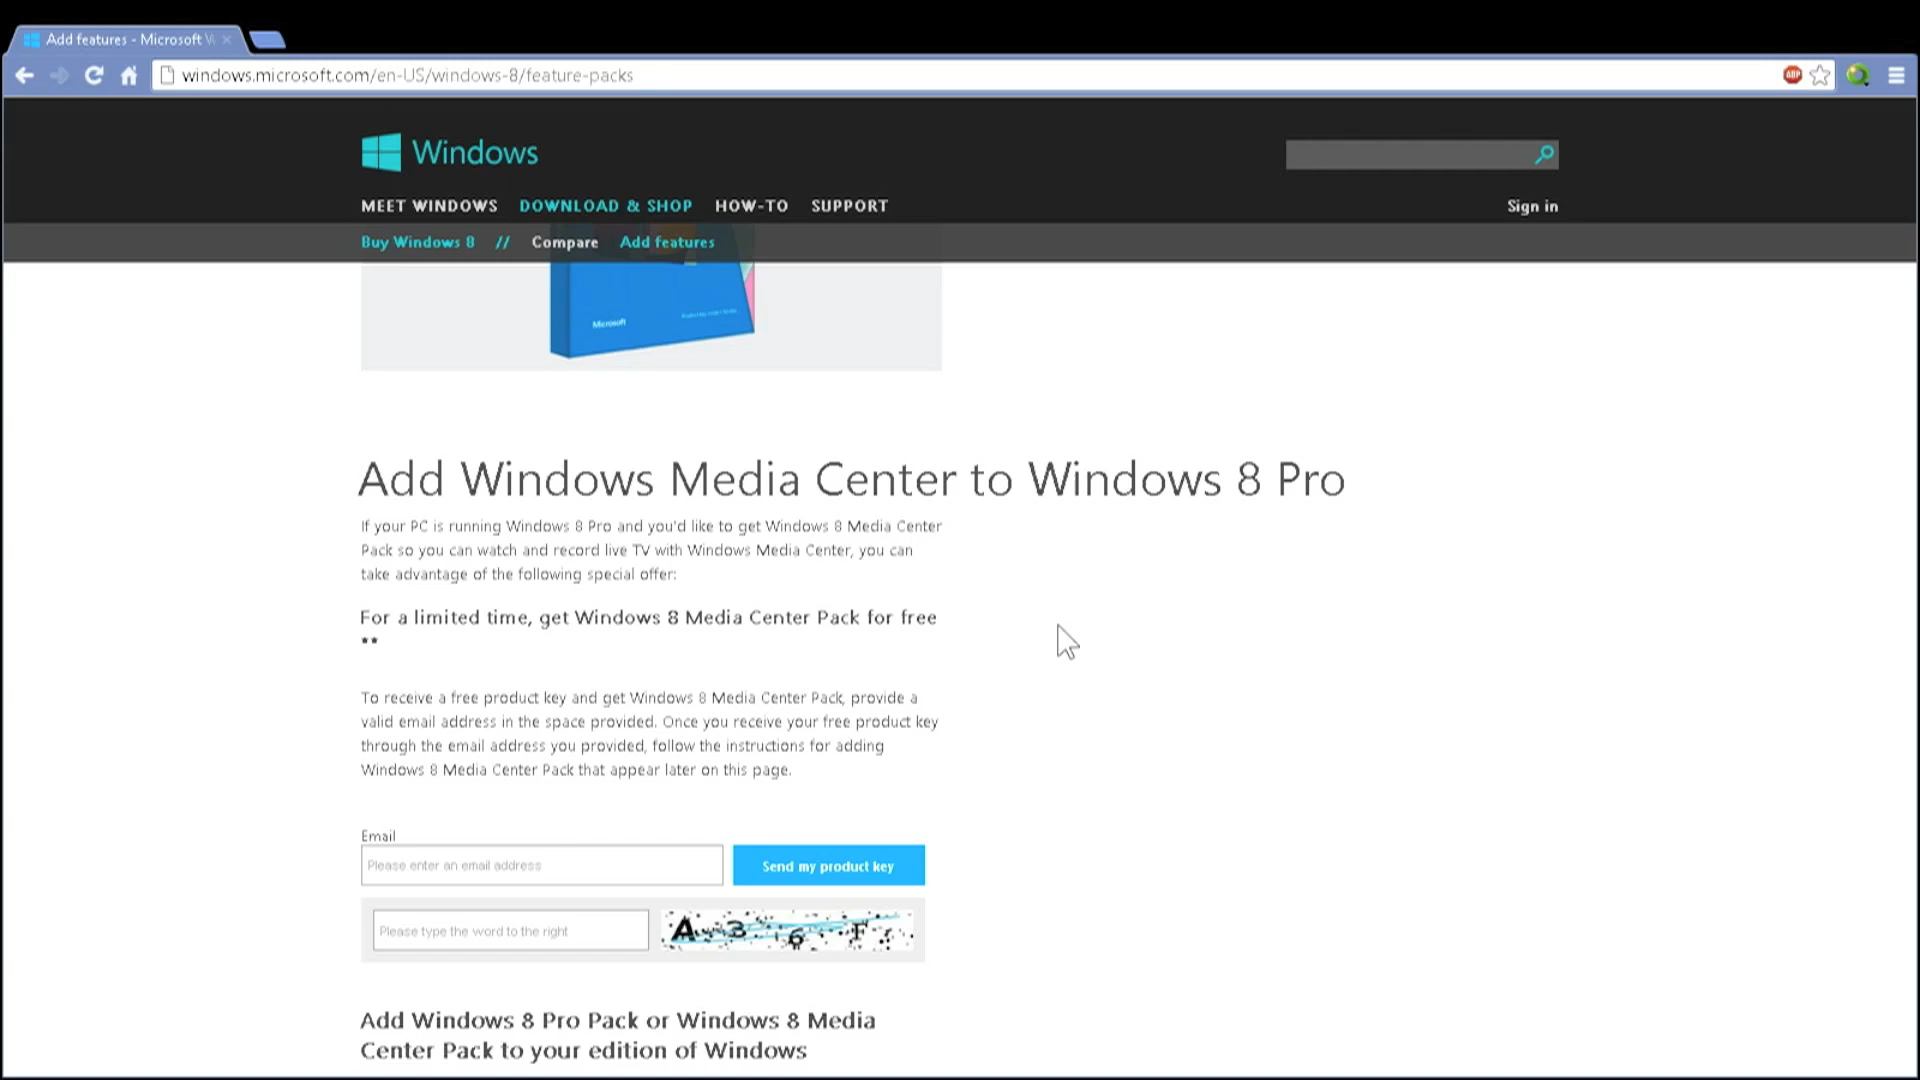 Add features - Microsoft W
windows.microsoft.com/en-US/windows-8/feature-packs
ABP
Windows
MEET WINDOWS DOWNLOAD & SHOP HOW-TO SUPPORT
Sign in
Buy Windows 8 // Compare Add features
Microsoft
Add Windows Media Center to Windows 8 Pro
If your PC is running Windows 8 Pro and you'd like to get Windows 8 Media Center
Pack so you can watch and record live TV with Windows Media Center, you can
take advantage of the following special offer:
For a limited time, get Windows 8 Media Center Pack for free
**
To receive a free product key and get Windows 8 Media Center Pack, provide a
valid email address in the space provided. Once you receive your free product key
through the email address you provided, follow the instructions for adding
Windows 8 Media Center Pack that appear later on this page.
Email
Please enter an email address
Send my product key
Please type the word to the right
A 3 6 F
Add Windows 8 Pro Pack or Windows 8 Media
Center Pack to your edition of Windows